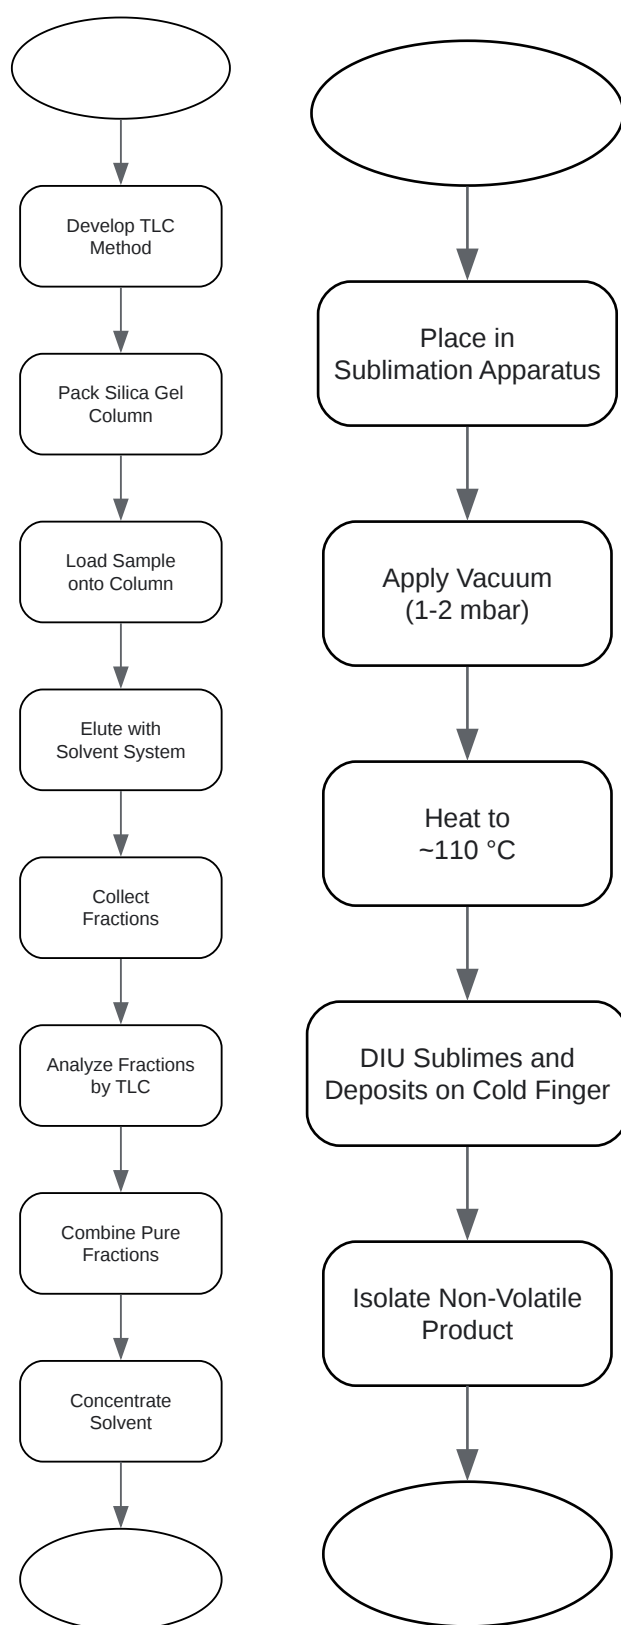 Develop TLC
Method
Pack Silica Gel
Column
Load Sample
onto Column
Elute with
Solvent System
Collect
Fractions
Analyze Fractions
by TLC
Combine Pure
Fractions
Concentrate
Solvent
Place in
Sublimation Apparatus
Apply Vacuum
(1-2 mbar)
Heat to
~110 °C
DIU Sublimes and
Deposits on Cold Finger
Isolate Non-Volatile
Product